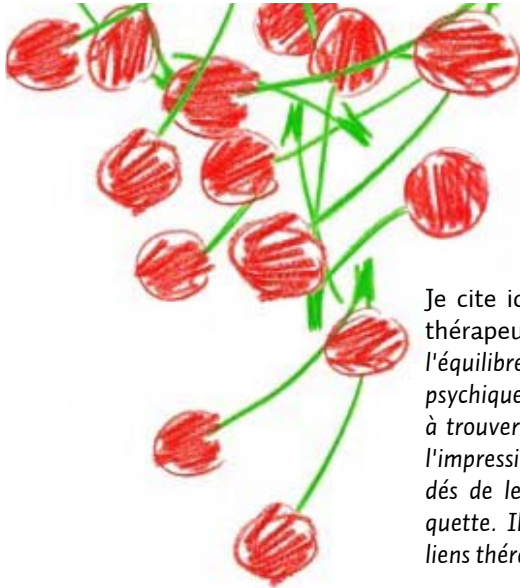 Je cite ic
thérapeu
l'équilibre
psychique
à trouver
l'impressi
dés de le
quette. Il
liens théra